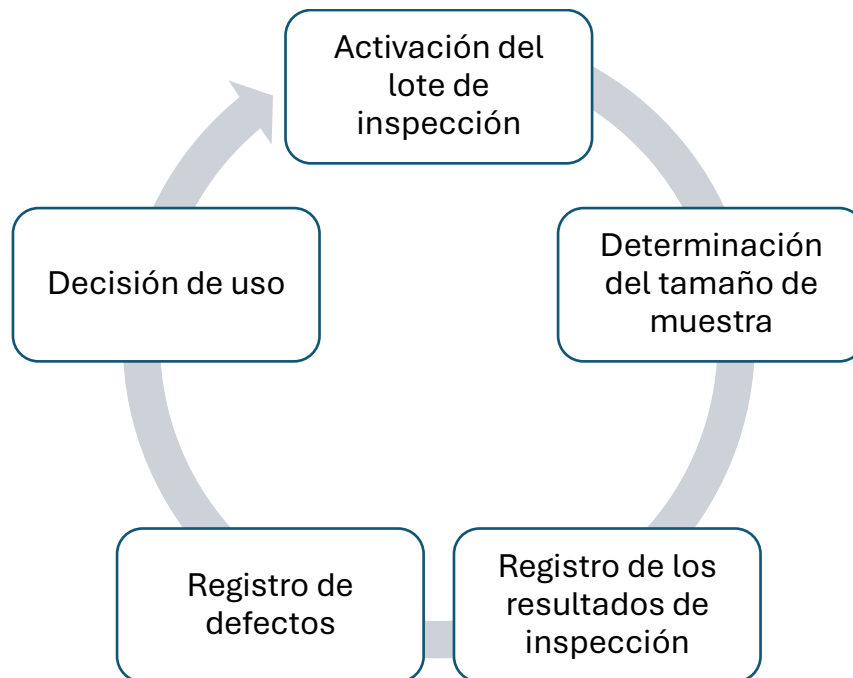 Activación del
lote de
inspección
Determinación
del tamaño de
muestra
Registro de los
resultados de
inspección
Registro de
defectos
Decisión de uso